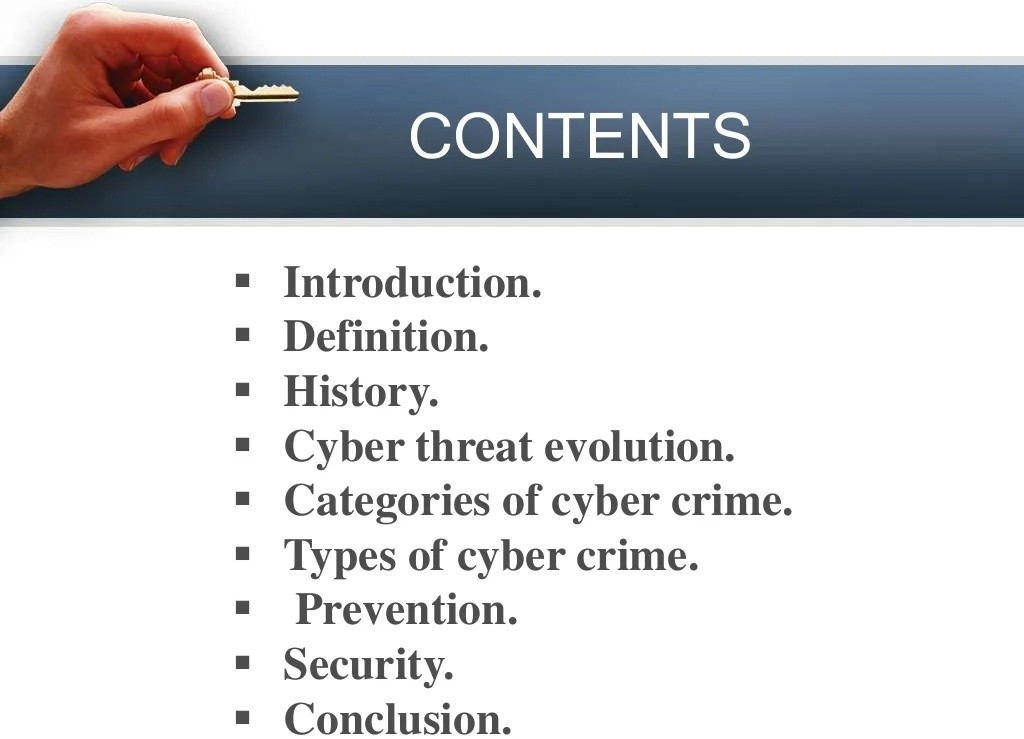 CONTENTS
▪ Introduction.
▪ Definition.
▪ History.
▪ Cyber threat evolution.
▪ Categories of cyber crime.
▪ Types of cyber crime.
▪ Prevention.
▪ Security.
▪ Conclusion.